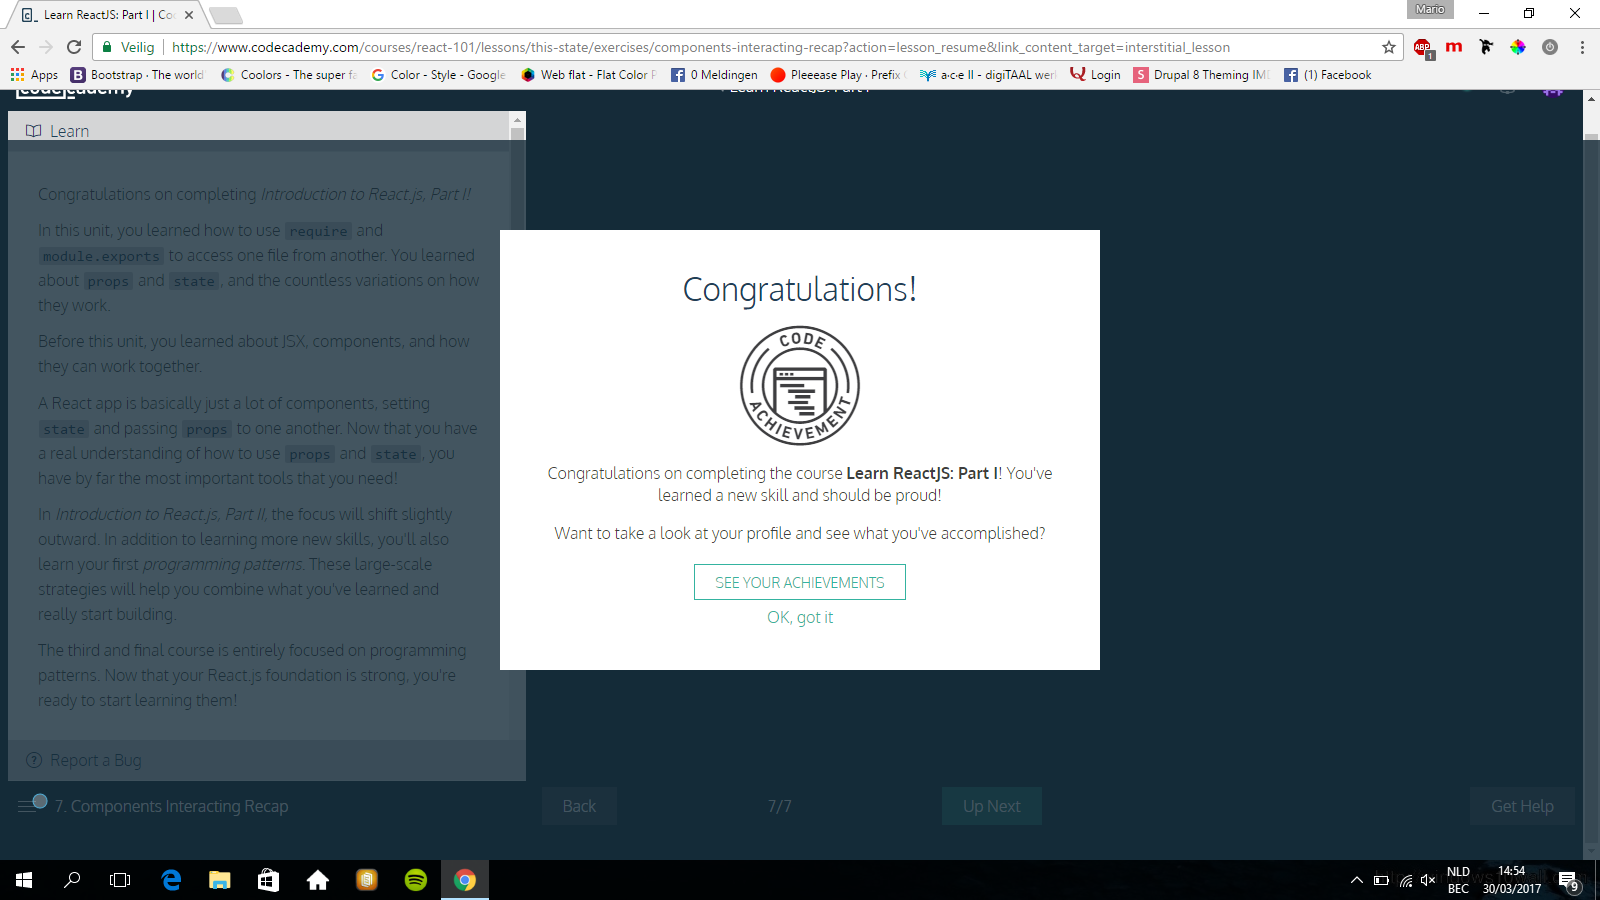 Learn ReactJS: Part I | Co
Mario
Veilig
https://www.codecademy.com/courses/react-101/lessons/this-state/exercises/components-interacting-recap?action=lesson_resume&link_content_target=interstitial_lesson
ABP
1
m
Apps
B Bootstrap · The world
Coolors - The super fa
Color - Style - Google
Web flat - Flat Color P
0 Meldingen
Pleeease Play · Prefix
a·c·e II - digiTAAL werl
Login
S Drupal 8 Theming IM
(1) Facebook
codecademy
Learn ReactJS: Part I
Learn
Congratulations on completing Introduction to React.js, Part I!
In this unit, you learned how to use require and
module.exports to access one file from another. You learned
about props and state, and the countless variations on how
they work.
Before this unit, you learned about JSX, components, and how
they can work together.
A React app is basically just a lot of components, setting
state and passing props to one another. Now that you have
a real understanding of how to use props and state, you
have by far the most important tools that you need!
In Introduction to React.js, Part II, the focus will shift slightly
outward. In addition to learning more new skills, you'll also
learn your first programming patterns. These large-scale
strategies will help you combine what you've learned and
really start building.
The third and final course is entirely focused on programming
patterns. Now that your React.js foundation is strong, you're
ready to start learning them!
Report a Bug
Congratulations!
CODE
ACHIEVEMENT
Congratulations on completing the course Learn ReactJS: Part I! You've
learned a new skill and should be proud!
Want to take a look at your profile and see what you've accomplished?
SEE YOUR ACHIEVEMENTS
OK, got it
7. Components Interacting Recap
Back
7/7
Up Next
Get Help
NLD
BEC
14:54
30/03/2017
9